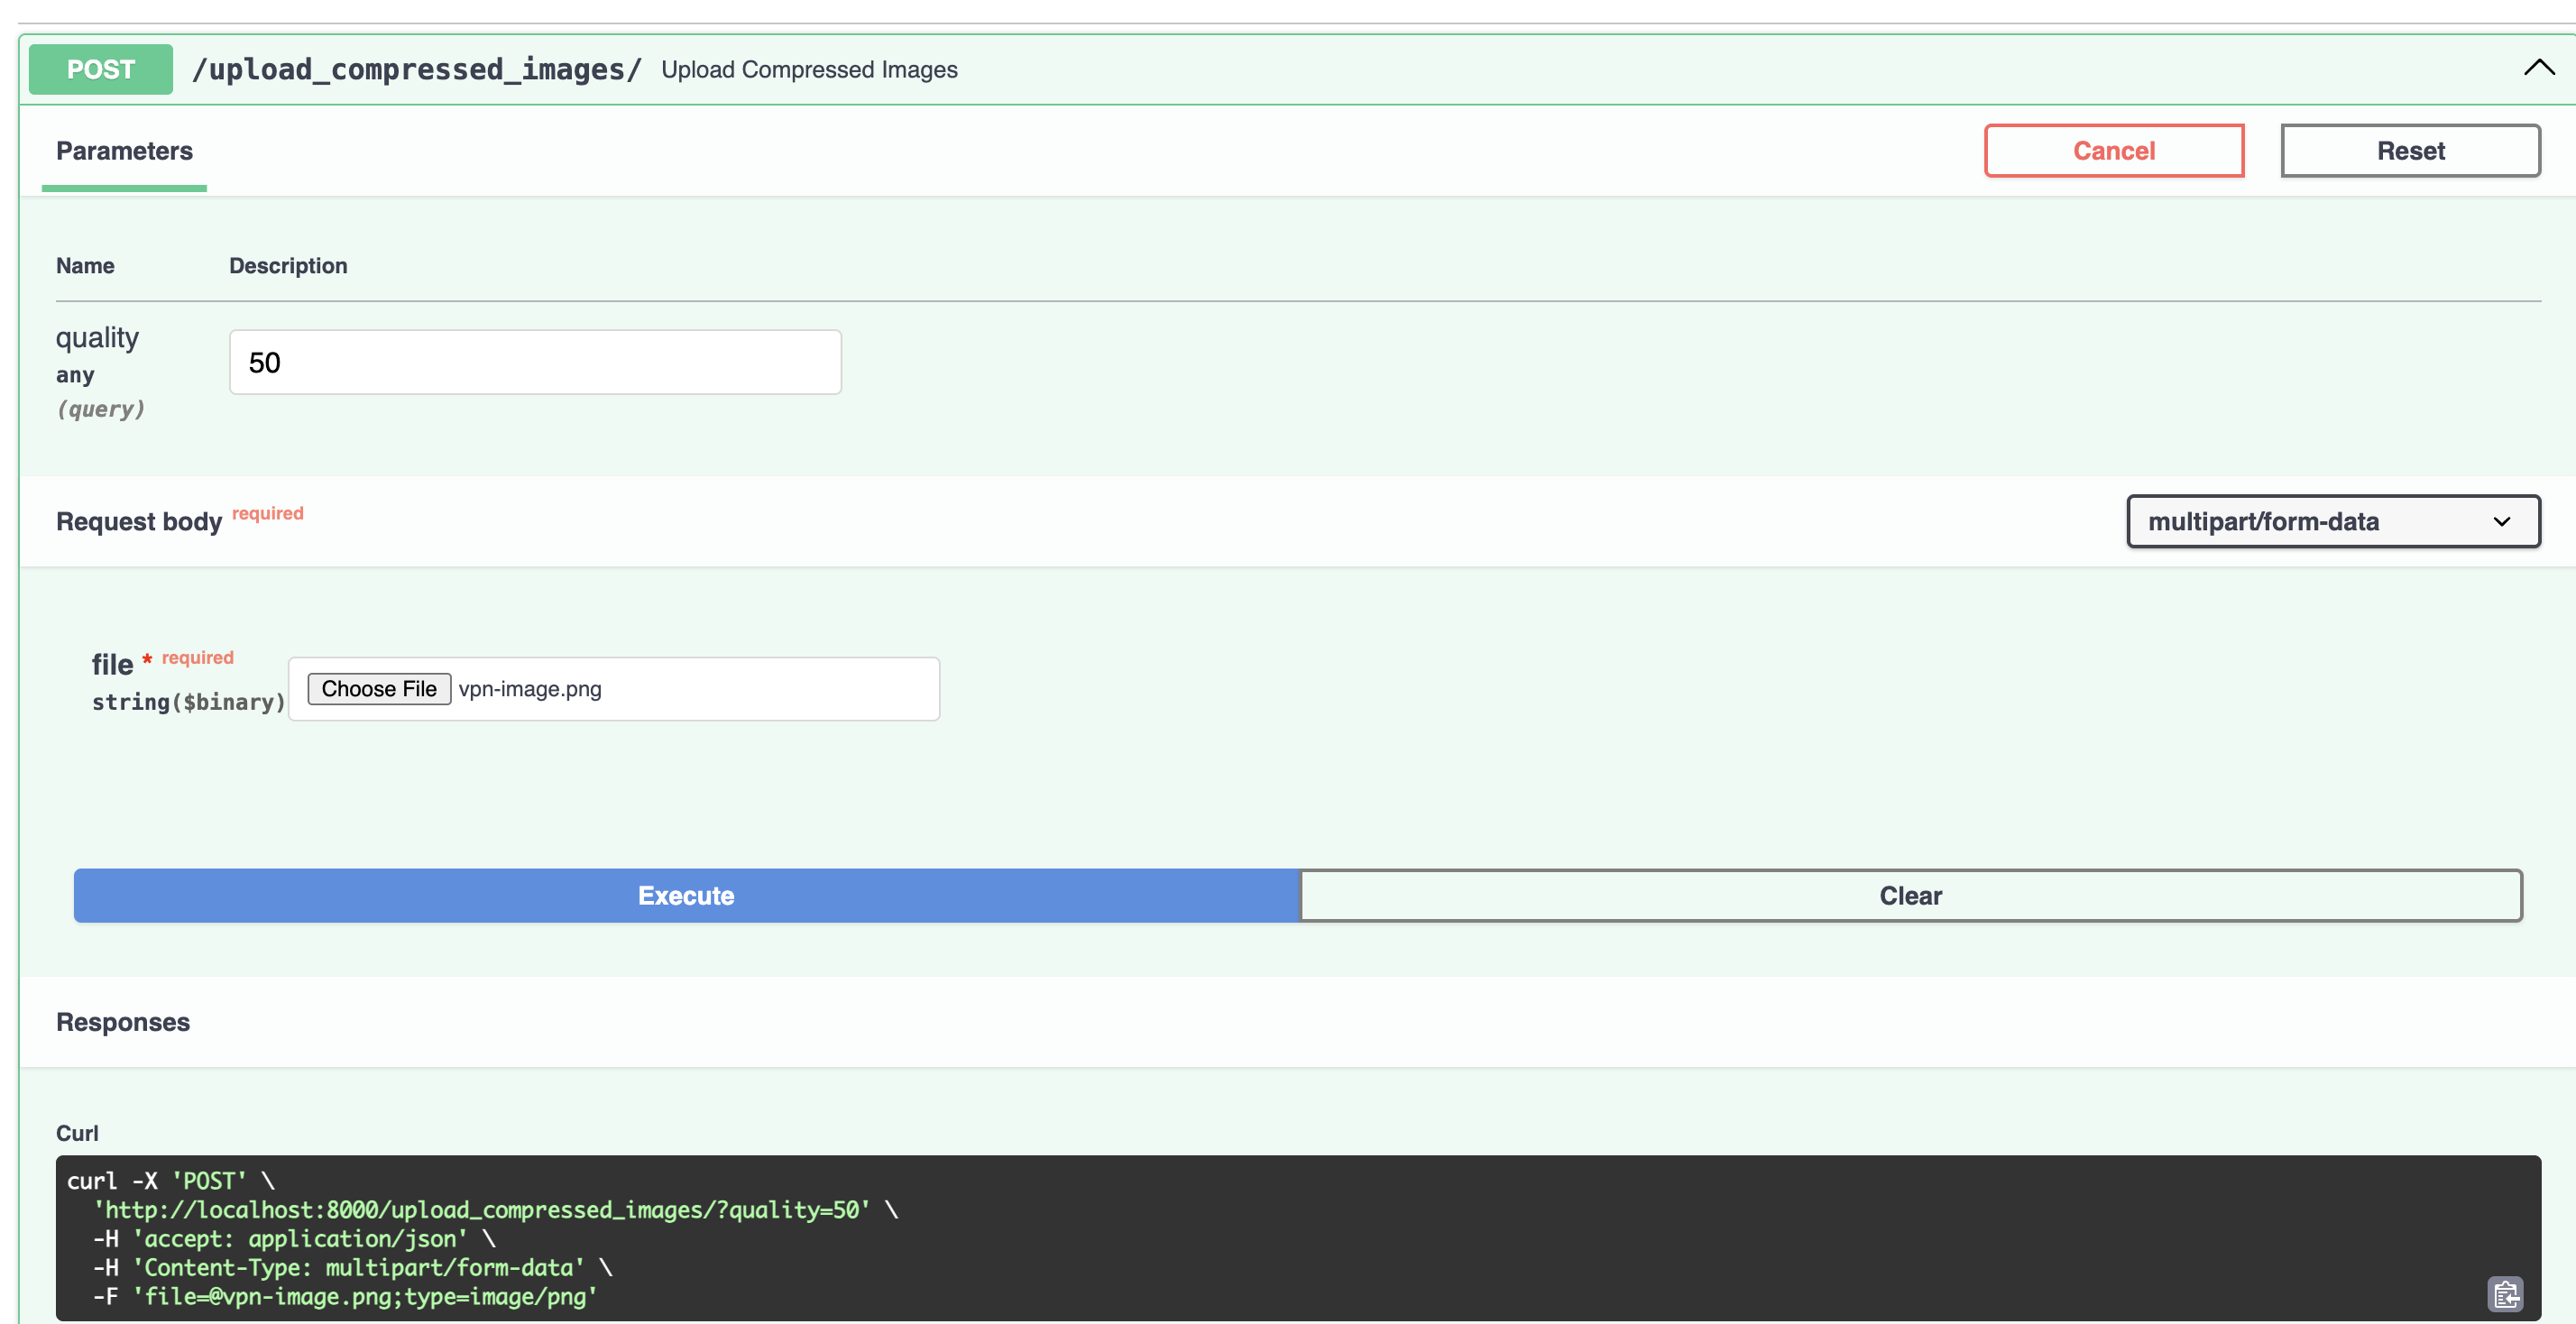 POST /upload_compressed_images/ Upload Compressed Images
Parameters
Cancel
Reset
Name Description
quality
any
(query)
50
Request body required
multipart/form-data
file * required
string($binary)
Choose File vpn-image.png
Execute
Clear
Responses
Curl
curl -X 'POST' \
'http://localhost:8000/upload_compressed_images/?quality=50' \
-H 'accept: application/json' \
-H 'Content-Type: multipart/form-data' \
-F 'file=@vpn-image.png;type=image/png'